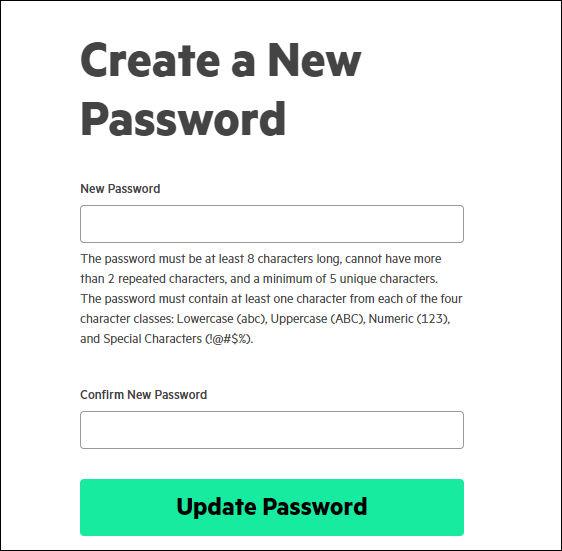 Create a New
Password
New Password
The password must be at least 8 characters long, cannot have more
than 2 repeated characters, and a minimum of 5 unique characters.
The password must contain at least one character from each of the four
character classes: Lowercase (abc), Uppercase (ABC), Numeric (123),
and Special Characters (!@#$%).
Confirm New Password
Update Password